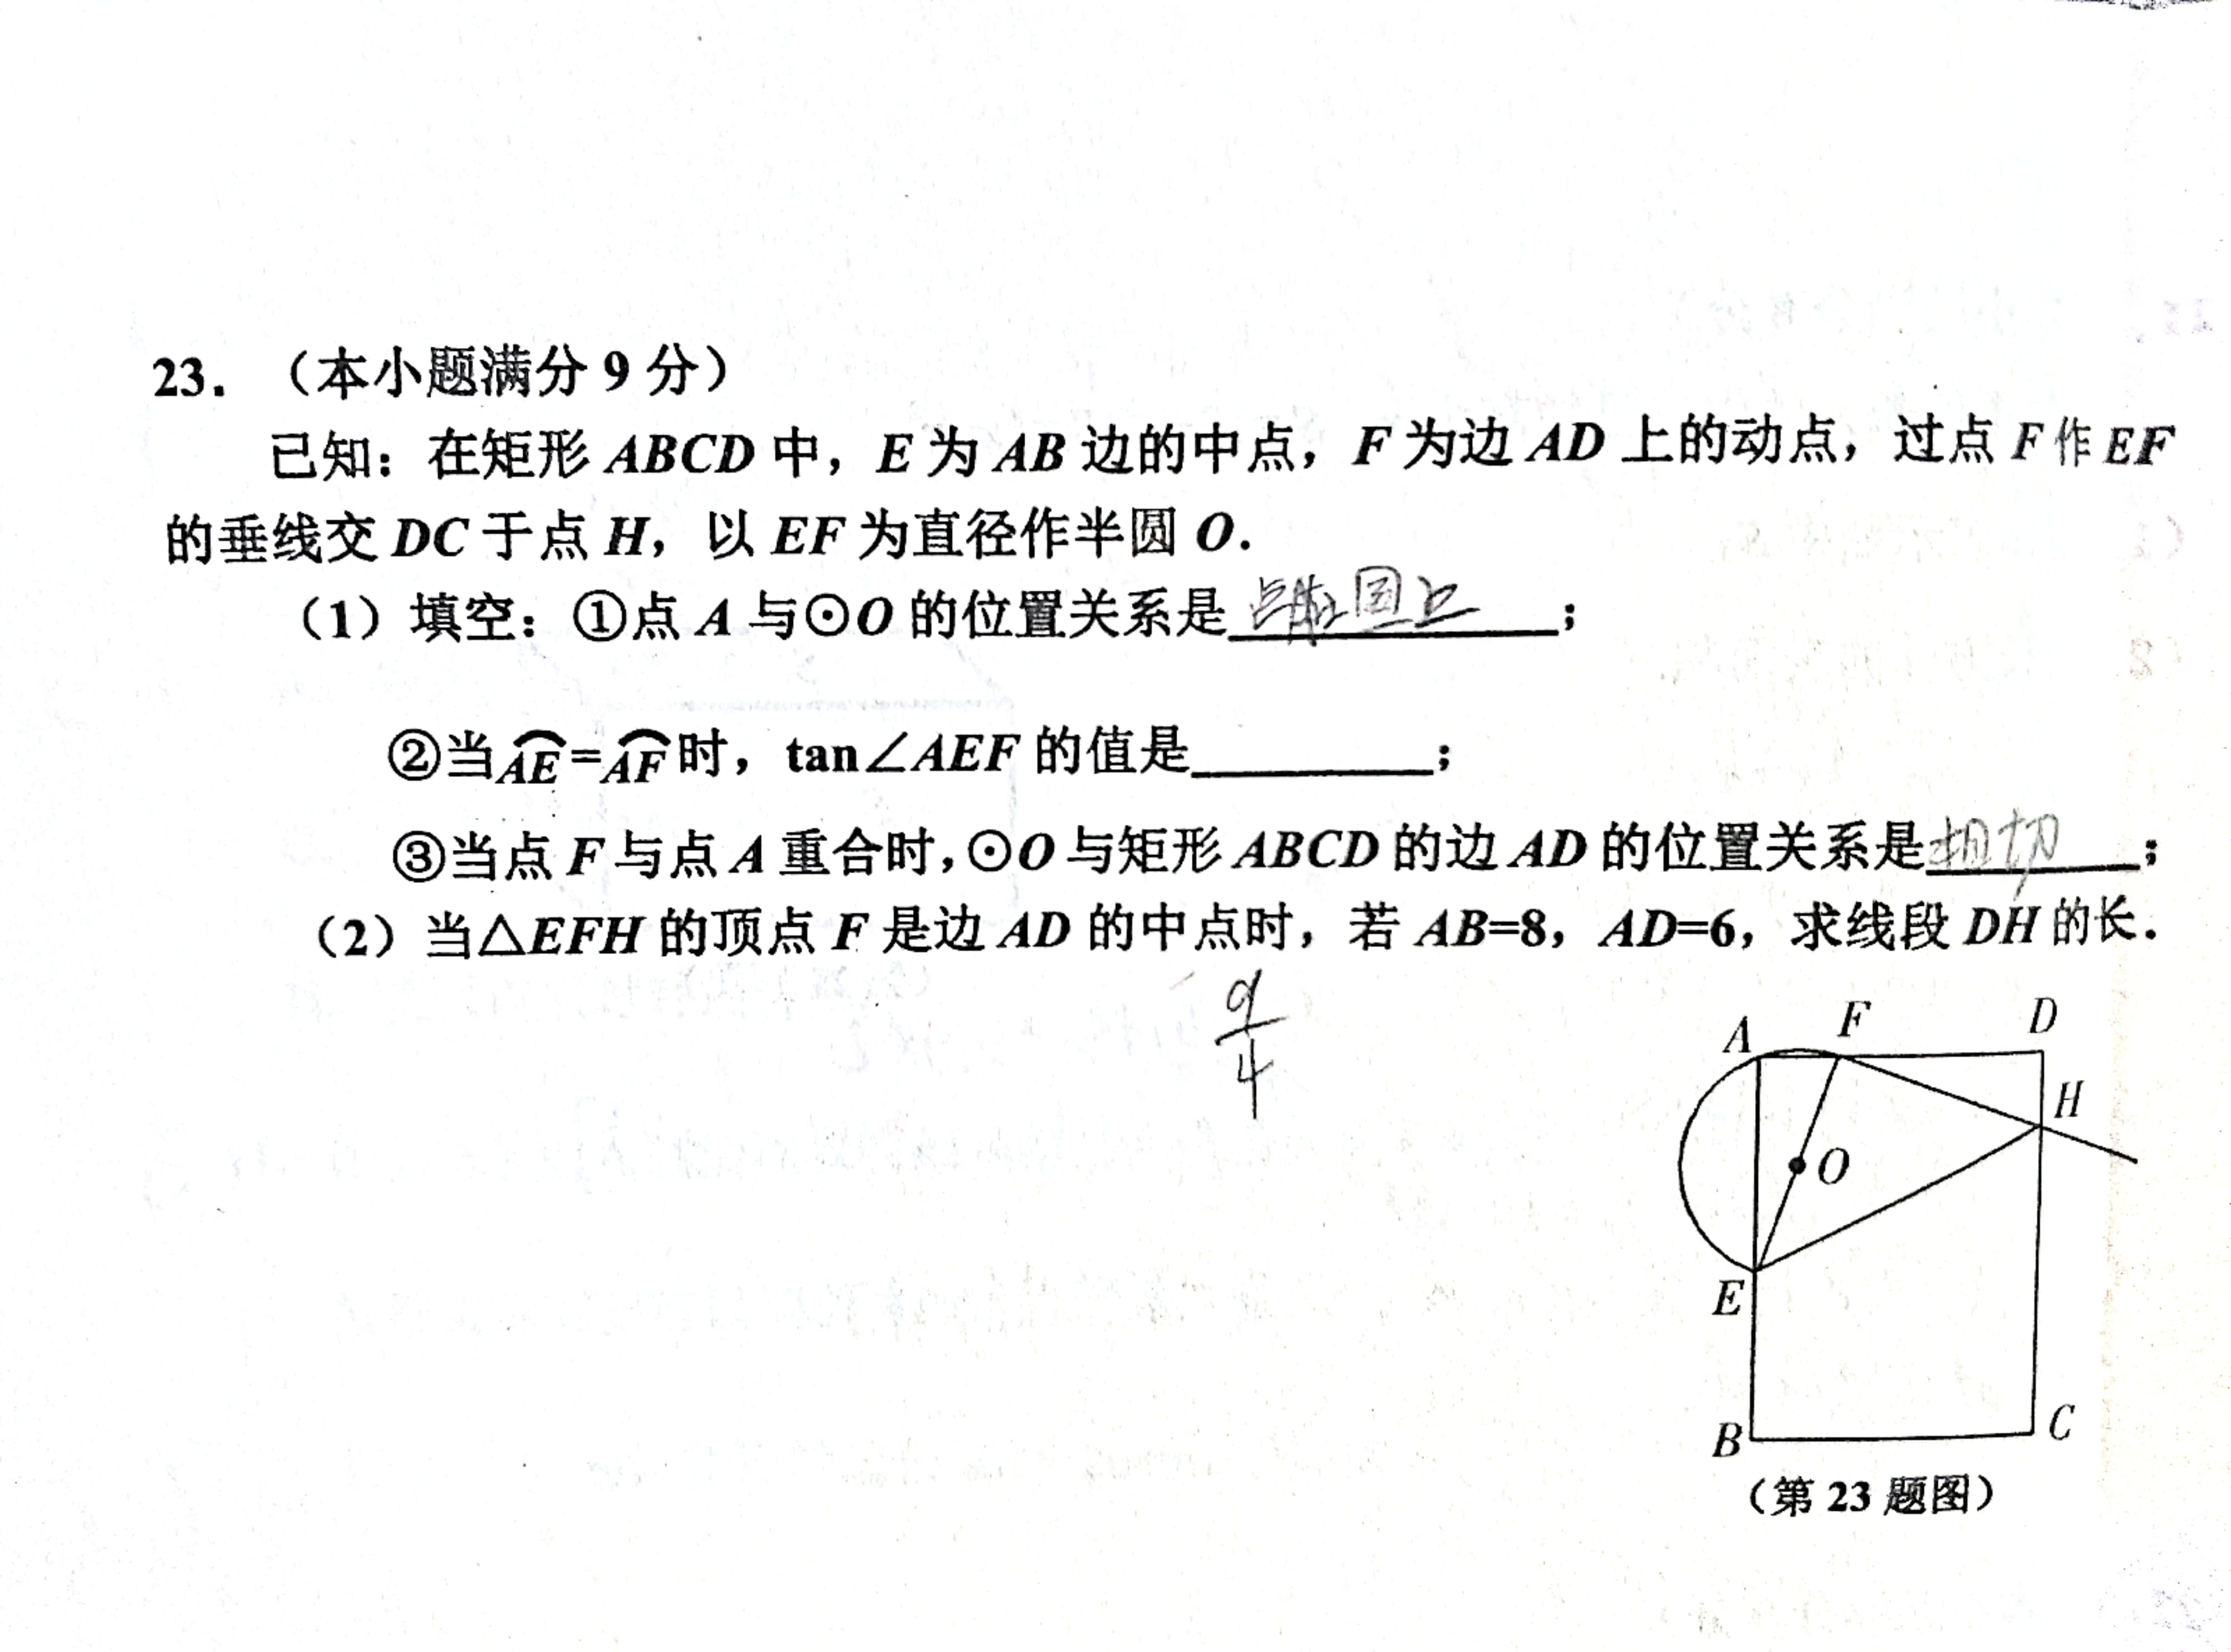 23. （本小题满分 9 分）
已知：在矩形 ABCD 中，E 为 AB 边的中点，F 为边 AD 上的动点，过点 F 作 EF
的垂线交 DC 于点 H，以 EF 为直径作半圆 O.
（1）填空：①点 A 与⊙O 的位置关系是 点在圆上 ；
②当 AE=AF 时，tan∠AEF 的值是______；
③当点 F 与点 A 重合时，⊙O 与矩形 ABCD 的边 AD 的位置关系是 相切 ；
（2）当△EFH 的顶点 F 是边 AD 的中点时，若 AB=8，AD=6，求线段 DH 的长.
9/4
A F D
H
O
E
B C
（第 23 题图）